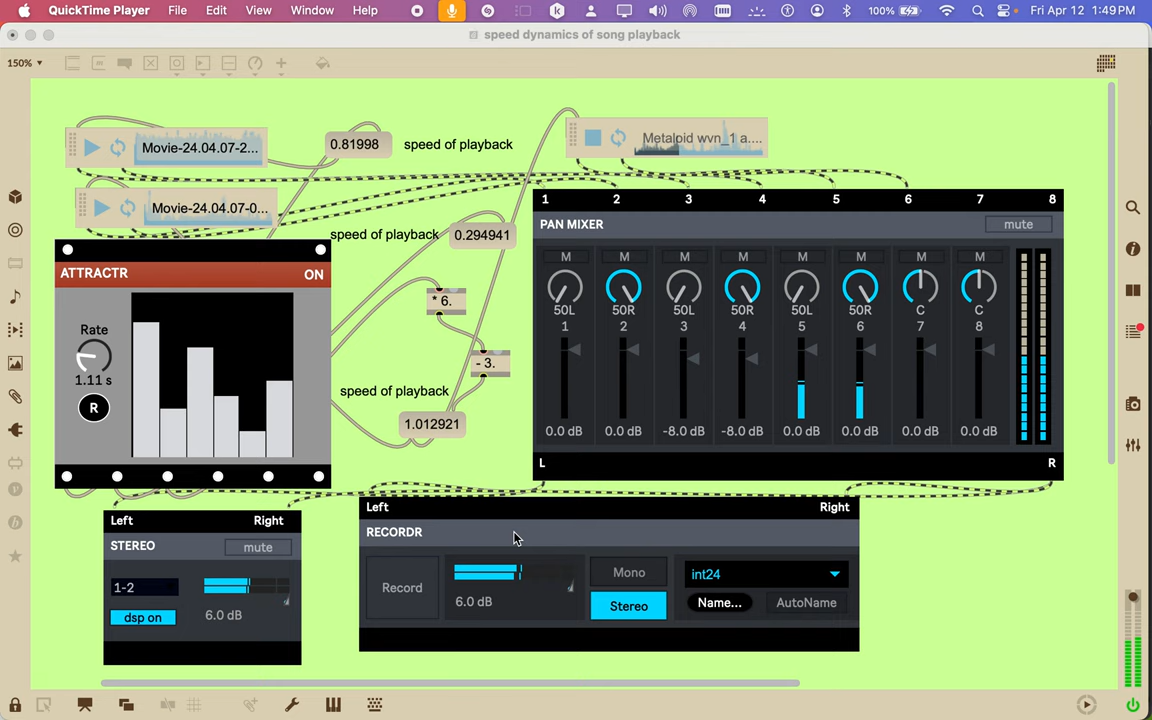 QuickTime Player File Edit View Window Help 100% Fri Apr 12 1:49 PM
speed dynamics of song playback
150%
Movie-24.04.07-2...
0.81998
speed of playback
Metalpid wvn_1 a....
Movie-24.04.07-0...
speed of playback
0.294941
1 2 3 4 5 6 7 8
PAN MIXER
mute
M M M M M M M M
50L 50R 50L 50R 50L 50R C C
1 2 3 4 5 6 7 8
0.0 dB 0.0 dB -8.0 dB -8.0 dB 0.0 dB 0.0 dB 0.0 dB 0.0 dB
L R
ATTRACTR
ON
Rate
1.11 s
R
* 6.
- 3.
speed of playback
1.012921
Left Right
STEREO
mute
1-2
dsp on
6.0 dB
Left Right
RECORDR
Record
6.0 dB
Mono
Stereo
int24
Name...
AutoName